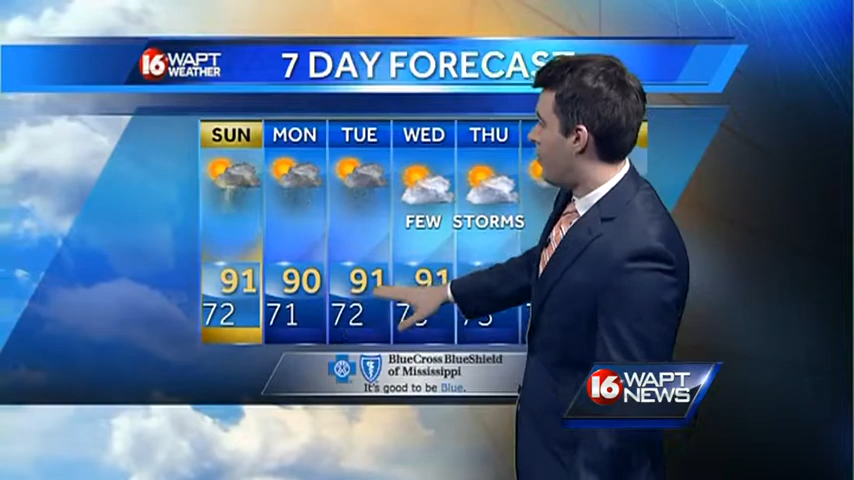 16 WAPT
WEATHER
7 DAY FORECAST
SUN MON TUE WED THU
FEW STORMS
91 90 91 91
72 71 72
BlueCross BlueShield
of Mississippi
It's good to be Blue.
16 WAPT
NEWS